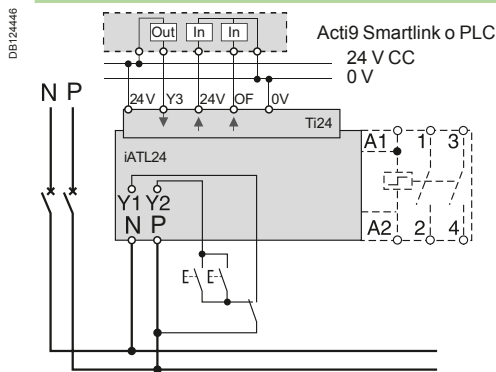 DB124446
Out In In
Acti9 Smartlink o PLC
24 V CC
0 V
N P
24 V Y3 24V OF 0V
Ti24
iATL24
A1 1 3
Y1 Y2
N P
A2 2 4
E E